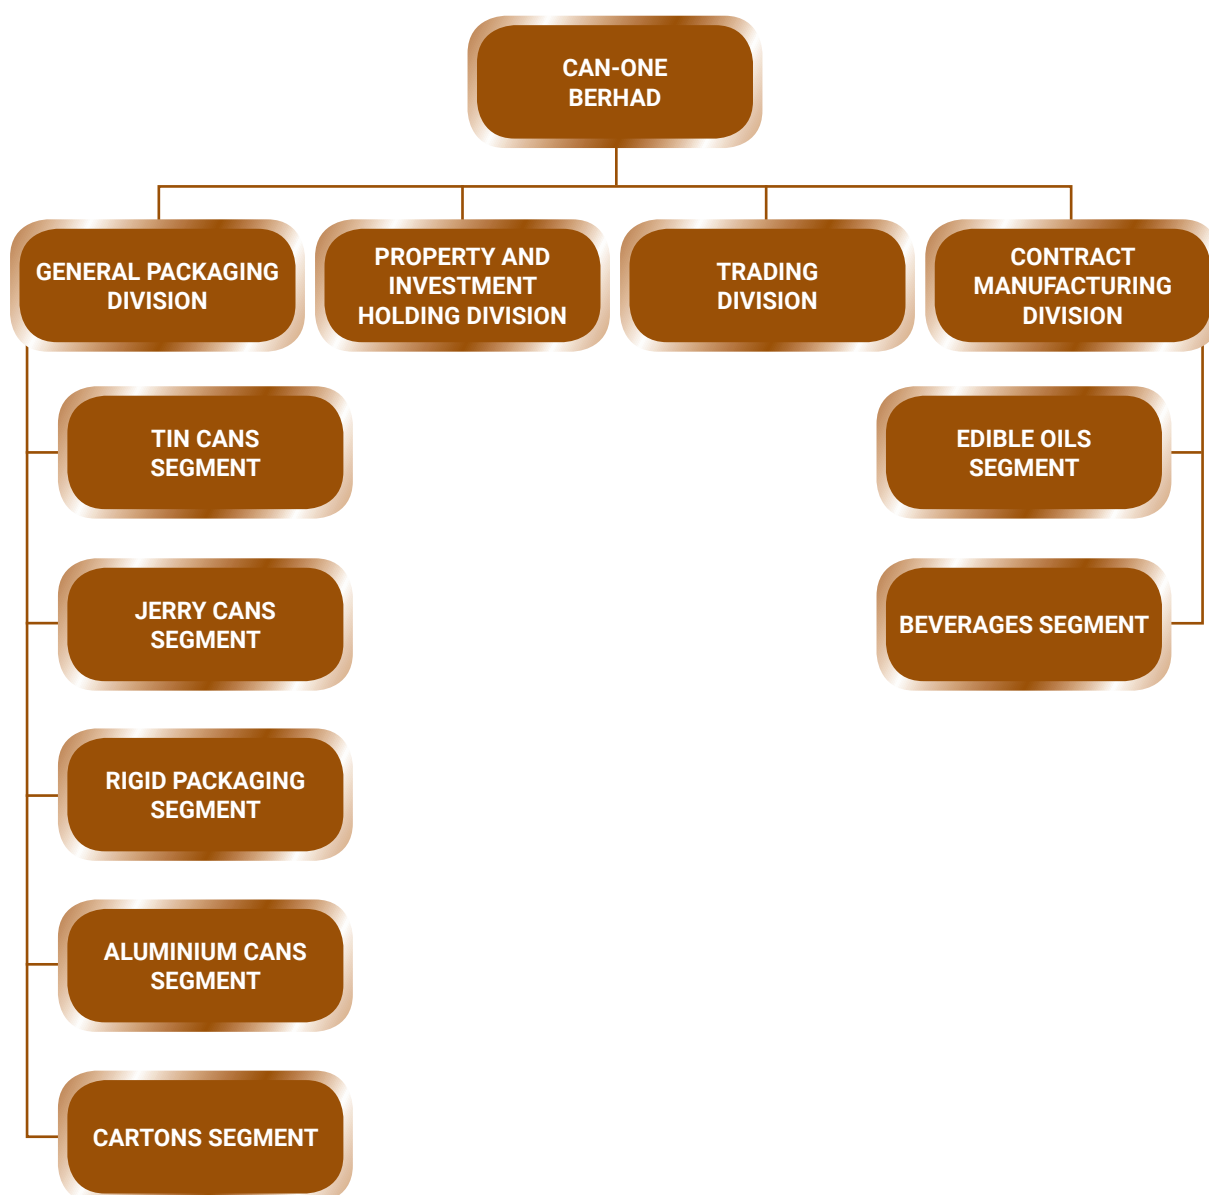 CAN-ONE
BERHAD
GENERAL PACKAGING
DIVISION
PROPERTY AND
INVESTMENT
HOLDING DIVISION
TRADING
DIVISION
CONTRACT
MANUFACTURING
DIVISION
TIN CANS
SEGMENT
JERRY CANS
SEGMENT
RIGID PACKAGING
SEGMENT
ALUMINIUM CANS
SEGMENT
CARTONS SEGMENT
EDIBLE OILS
SEGMENT
BEVERAGES SEGMENT